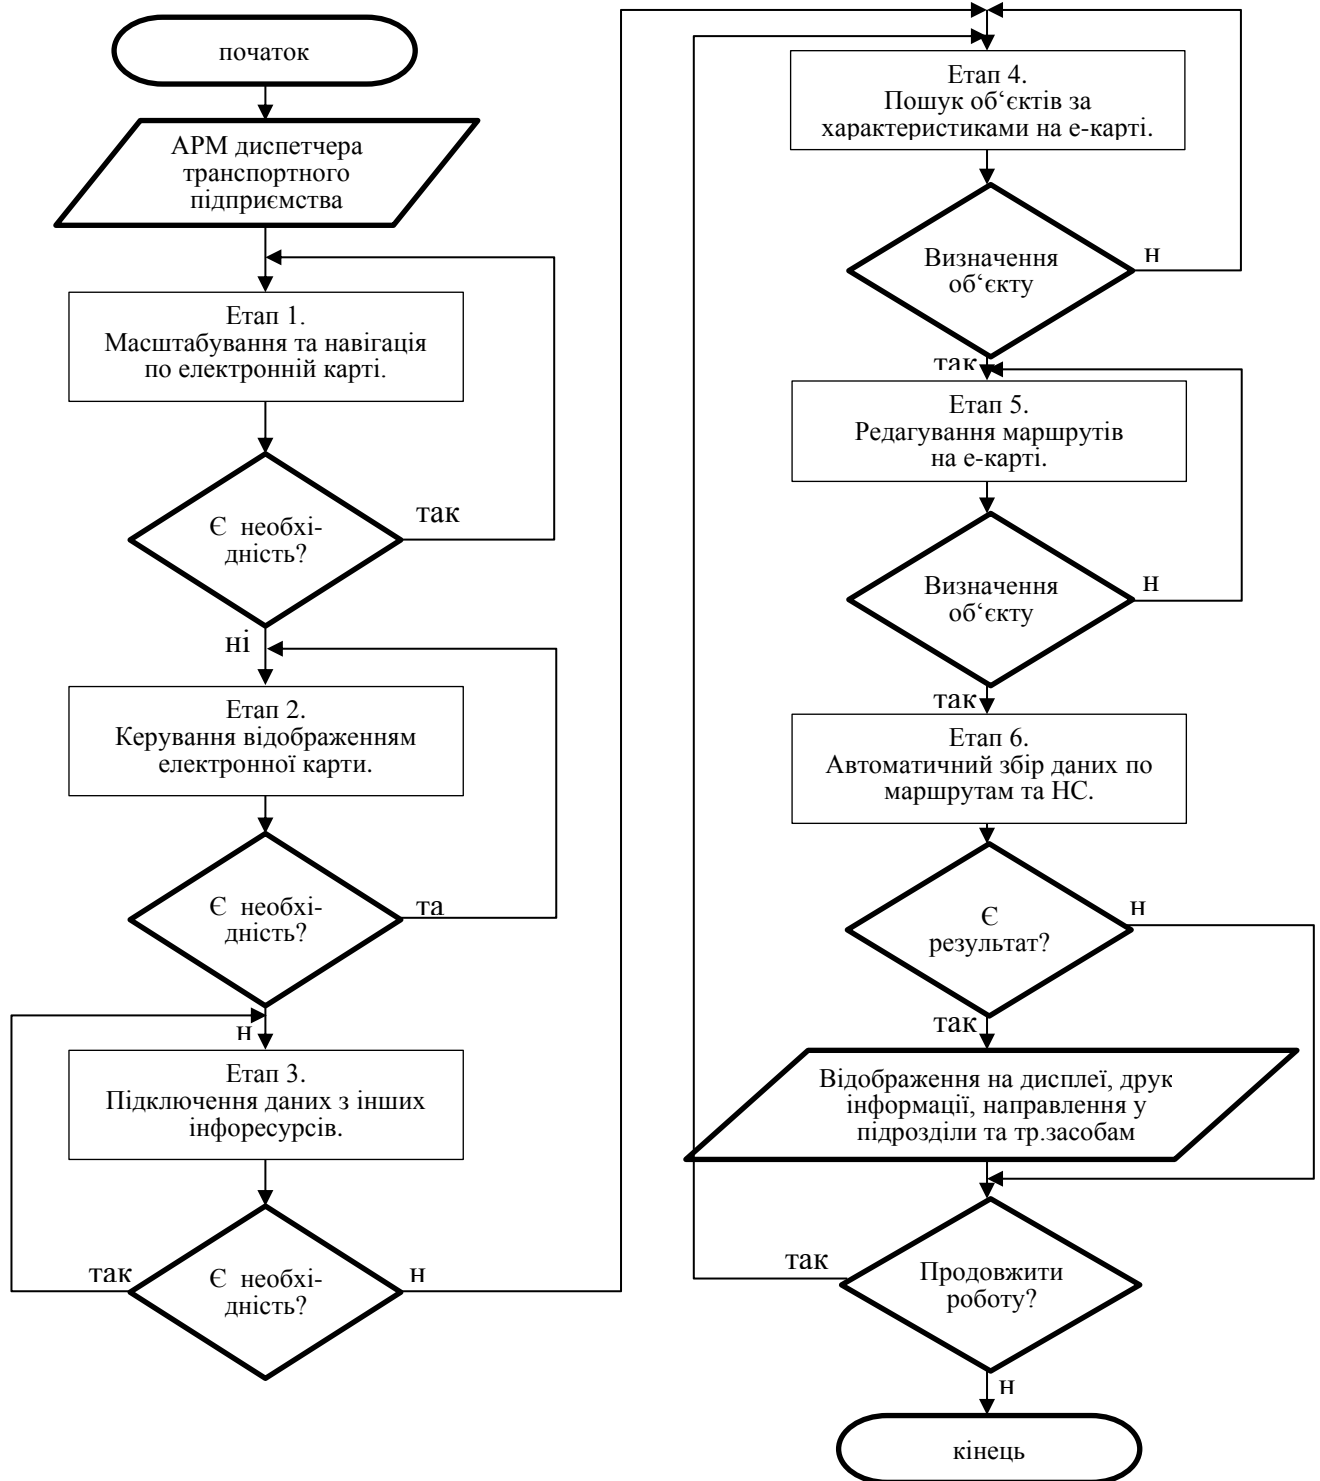 початок
АРМ диспетчера
транспортного
підприємства
Етап 1.
Масштабування та навігація
по електронній карті.
Є необхі-
дність?
так
ні
Етап 2.
Керування відображенням
електронної карти.
Є необхі-
дність?
та
н
Етап 3.
Підключення даних з інших
інфоресурсів.
так
Є необхі-
дність?
н
Етап 4.
Пошук об‘єктів за
характеристиками на е-карті.
Визначення
об‘єкту
н
так
Етап 5.
Редагування маршрутів
на е-карті.
Визначення
об‘єкту
н
так
Етап 6.
Автоматичний збір даних по
маршрутам та НС.
Є
результат?
н
так
Відображення на дисплеї, друк
інформації, направлення у
підрозділи та тр.засобам
так
Продовжити
роботу?
н
кінець